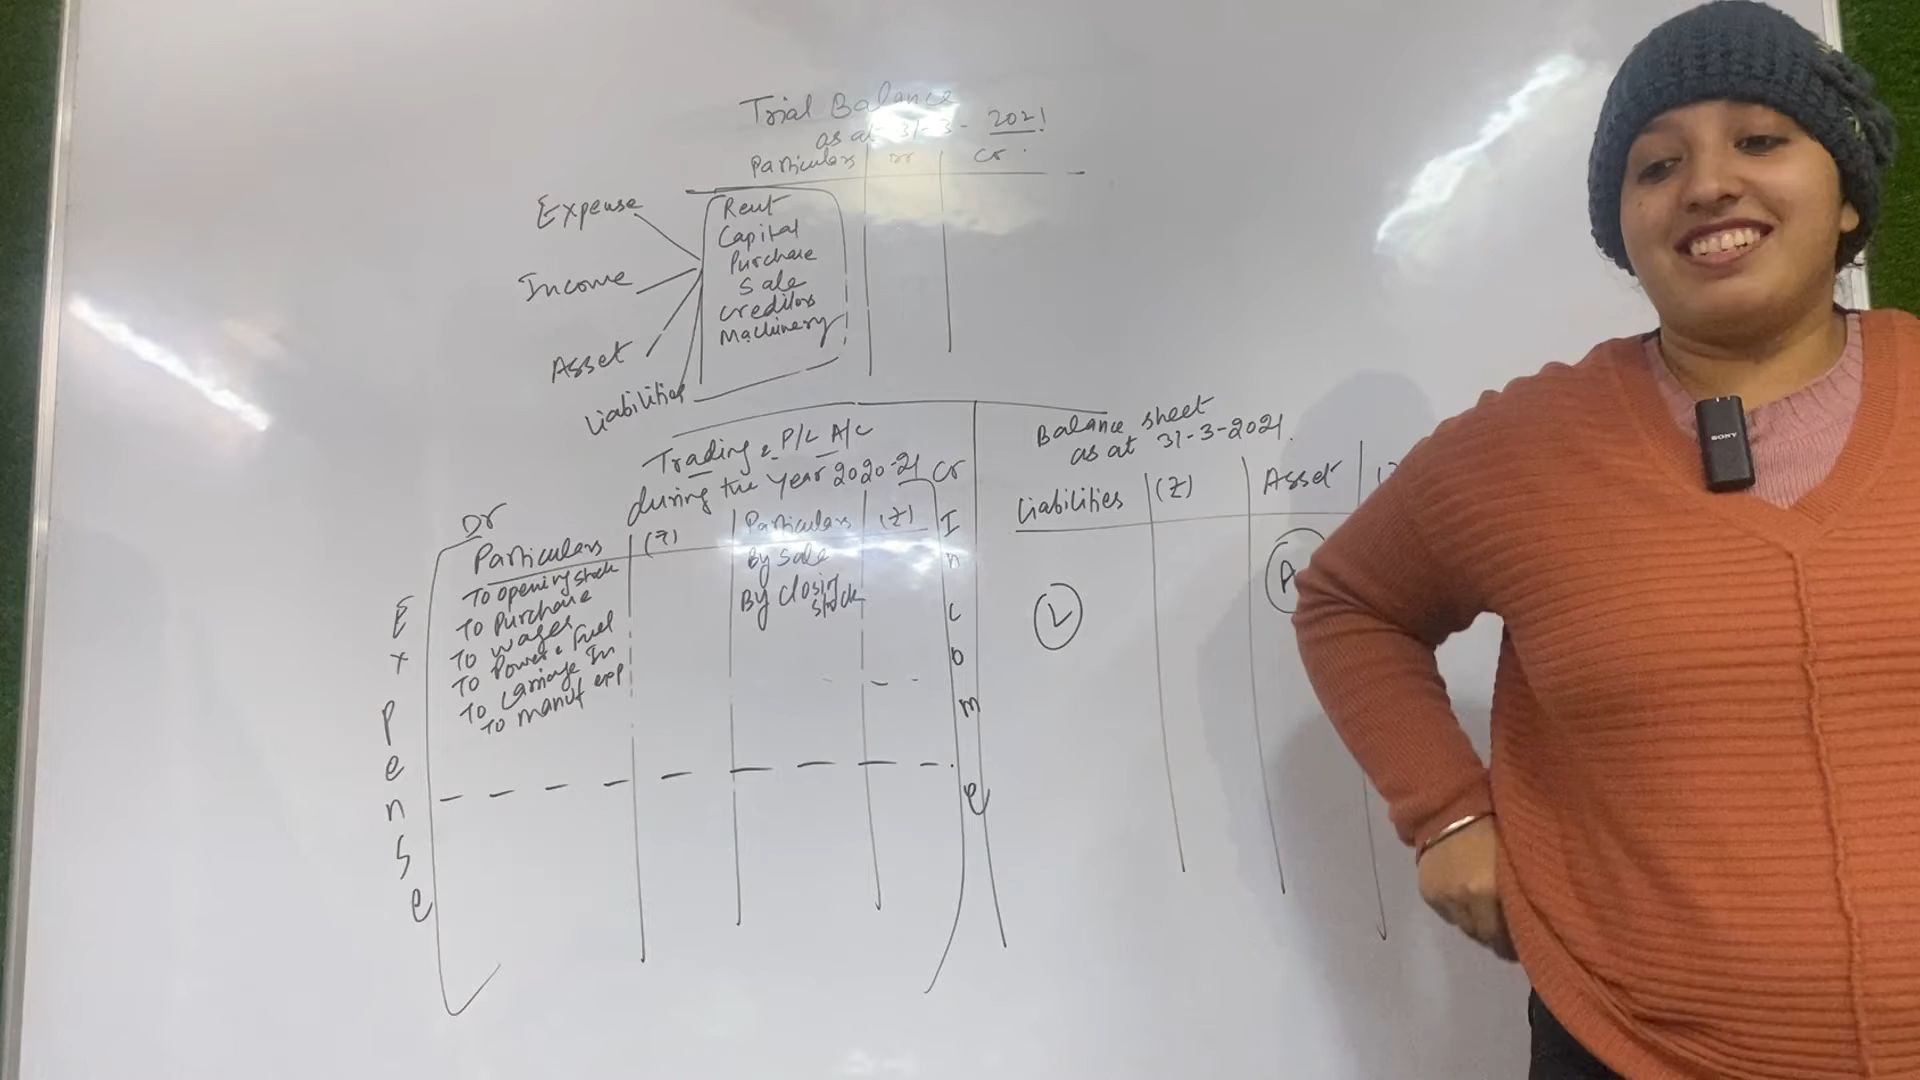 Trial Balance
as at 31-3-2021
Particulars Dr Cr.
Expense
Income
Asset
Liabilities
Rent
Capital
Purchase
Sale
Creditors
Machinery
Trading & P/L A/c
during the Year 2020-21
Dr
Cr
Particulars (₹) Particulars (₹)
To opening stock
To Purchase
To wages
To Power & Fuel
To Carriage In
To Manuf exp
By Sale
By Closing
Stock
Expense
Income
Balance sheet
as at 31-3-2021.
Liabilities (₹) Asset
L
A
SONY